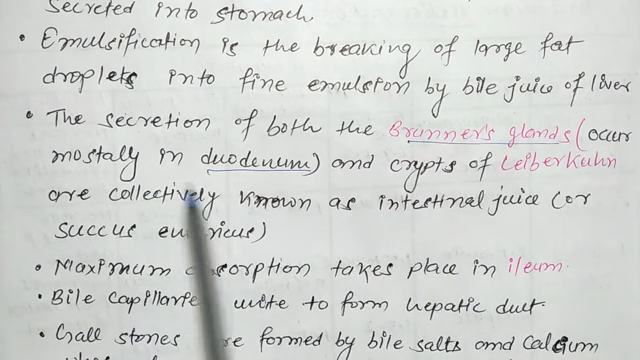 Secreted into stomach
• Emulsification is the breaking of large fat
droplets into fine emulsion by bile juice of liver
• The secretion of both the Brunner's glands (occur
mostaly in duodenum) and crypts of Leiberkuhn
are collectively known as intestinal juice (or
Succus
• Maximum takes place in ileum.
• Bile Capillarie to form hepatic duct.
• Gall stones formed by bile salts and Calcium